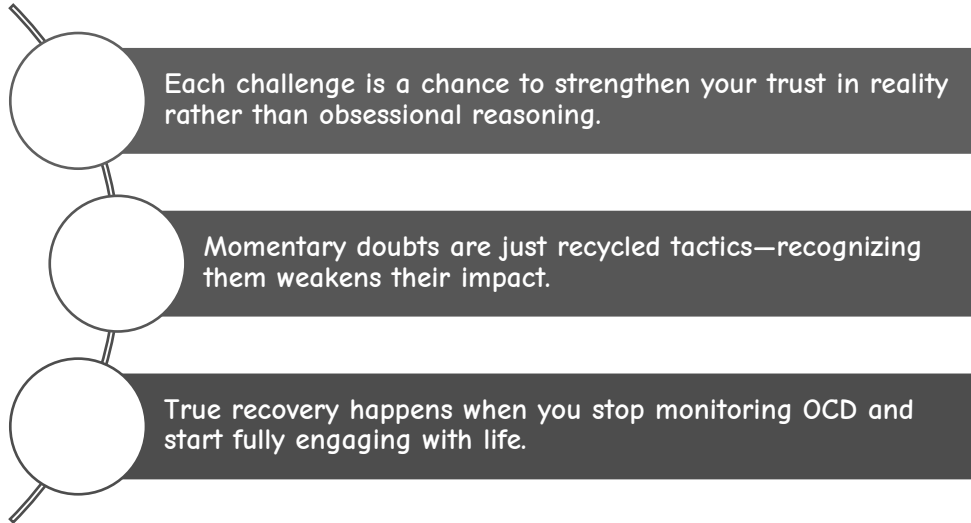 Each challenge is a chance to strengthen your trust in reality
rather than obsessional reasoning.
Momentary doubts are just recycled tactics—recognizing
them weakens their impact.
True recovery happens when you stop monitoring OCD and
start fully engaging with life.